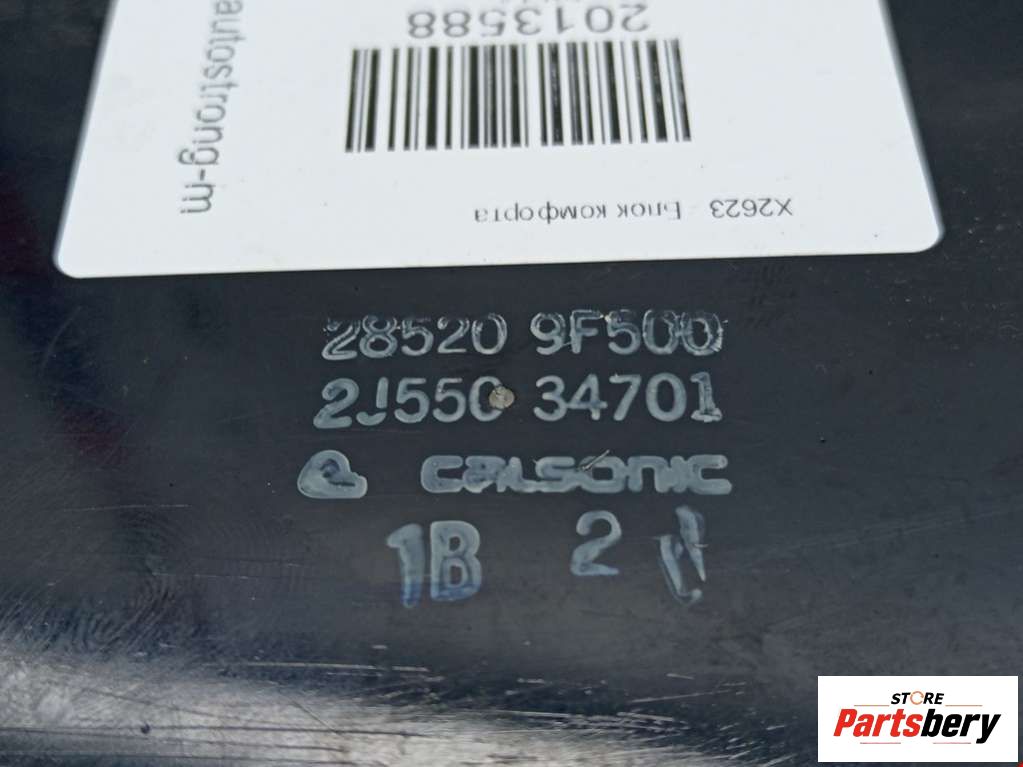 autostrong-m
2013588
X2623 - Блок комфорта
28520 9F500
2J550 34701
CALSONIC
1B 2
STORE
Partsbery